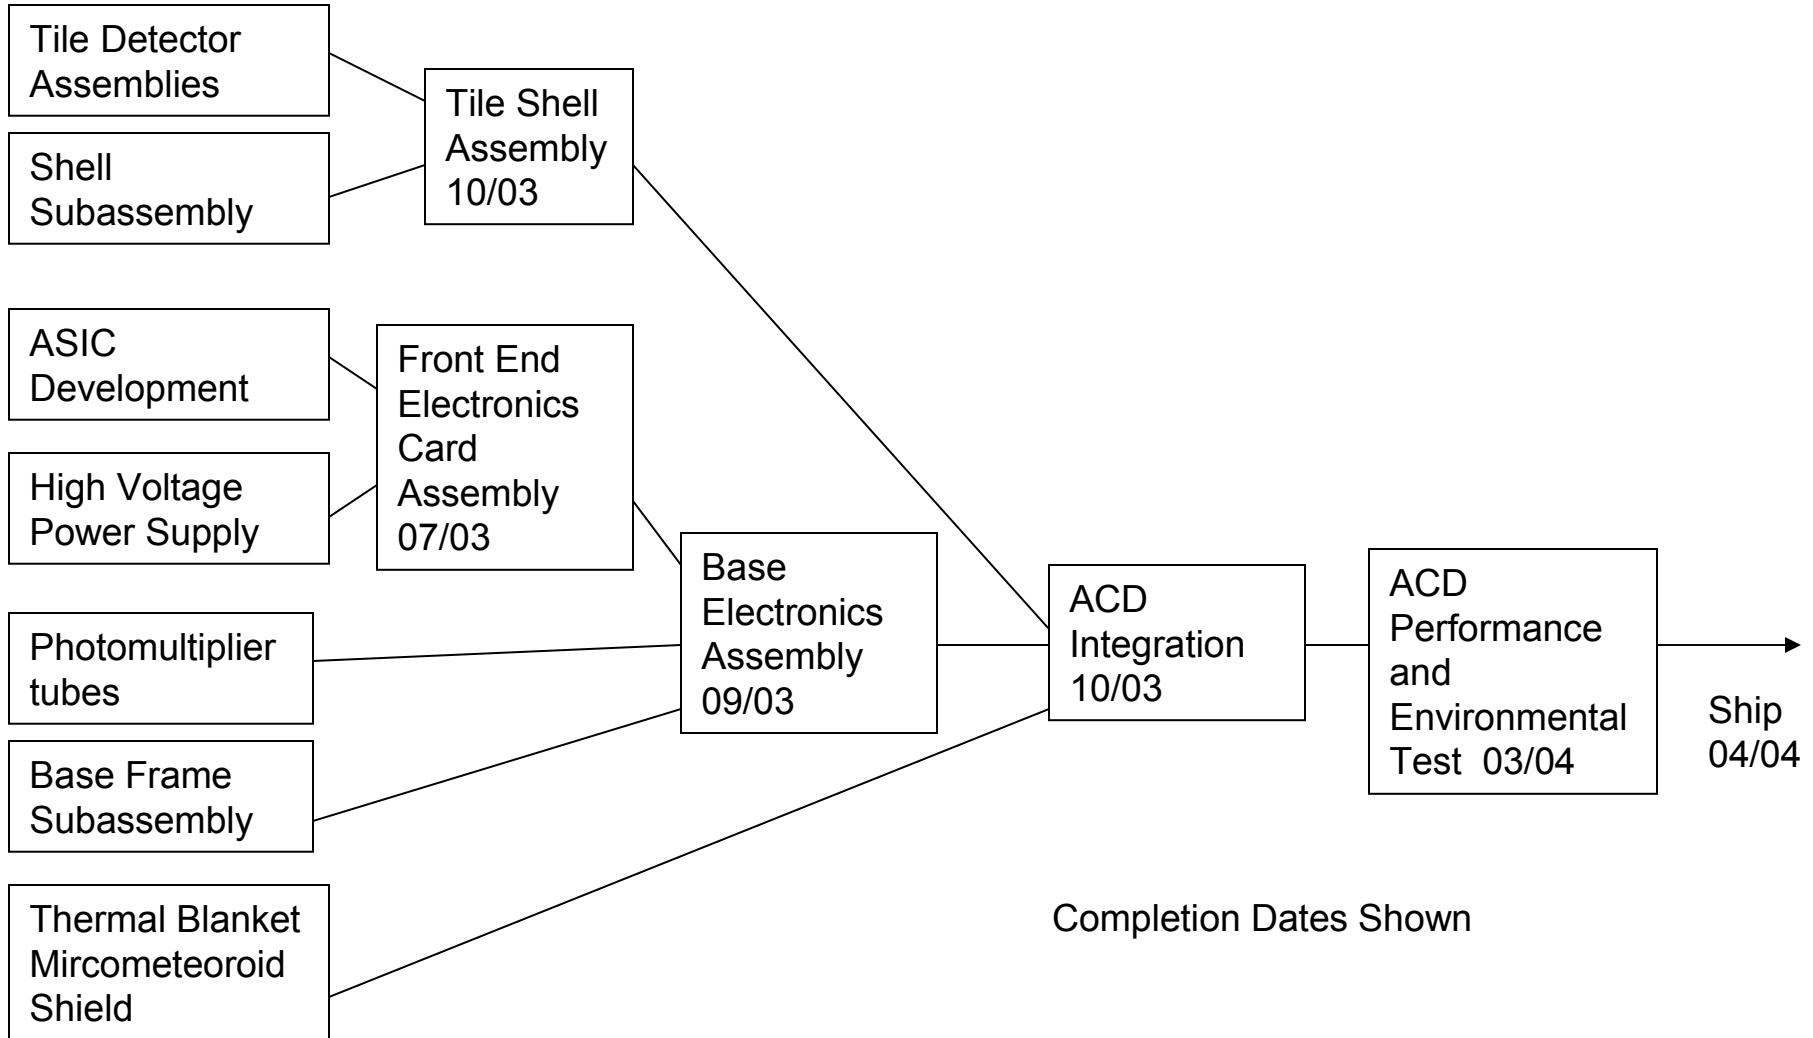 Tile Detector
Assemblies
Shell
Subassembly
Tile Shell
Assembly
10/03
ASIC
Development
High Voltage
Power Supply
Front End
Electronics
Card
Assembly
07/03
Photomultiplier
tubes
Base Frame
Subassembly
Thermal Blanket
Mircometeoroid
Shield
Base
Electronics
Assembly
09/03
ACD
Integration
10/03
ACD
Performance
and
Environmental
Test  03/04
Ship
04/04
Completion Dates Shown